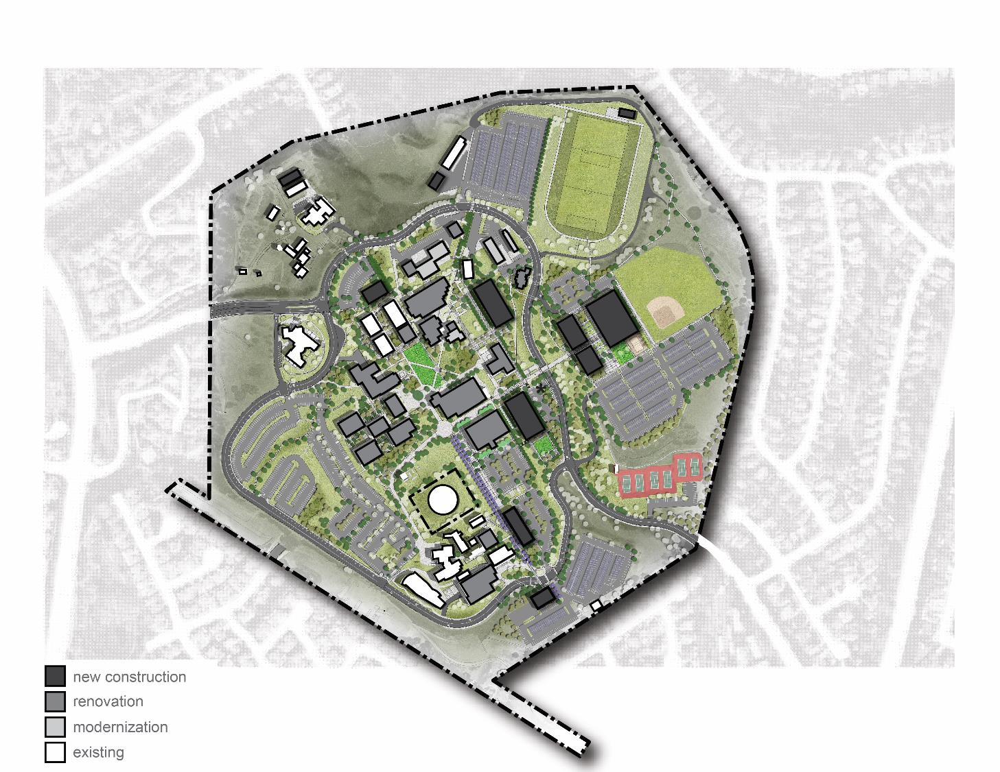 new construction
renovation
modernization
existing